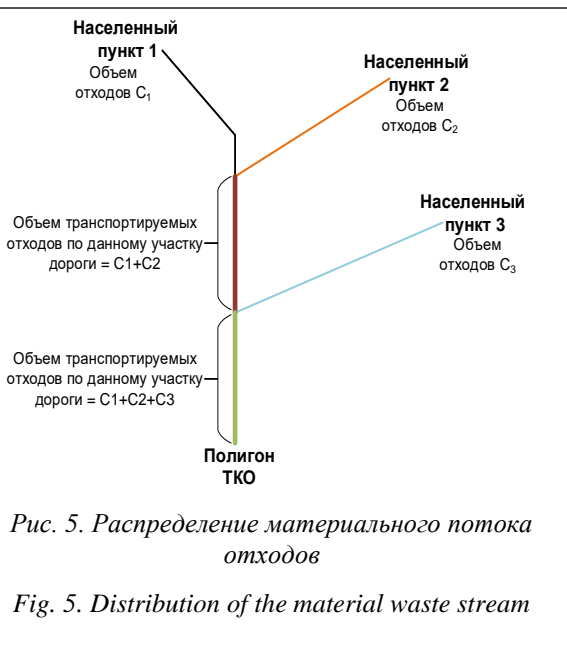 Населенный
пункт 1
Объем
отходов C₁
Населенный
пункт 2
Объем
отходов C₂
Населенный
пункт 3
Объем
отходов C₃
Объем транспортируемых
отходов по данному участку
дороги = C1+C2
Объем транспортируемых
отходов по данному участку
дороги = C1+C2+C3
Полигон
ТКО
Рис. 5. Распределение материального потока
отходов
Fig. 5. Distribution of the material waste stream